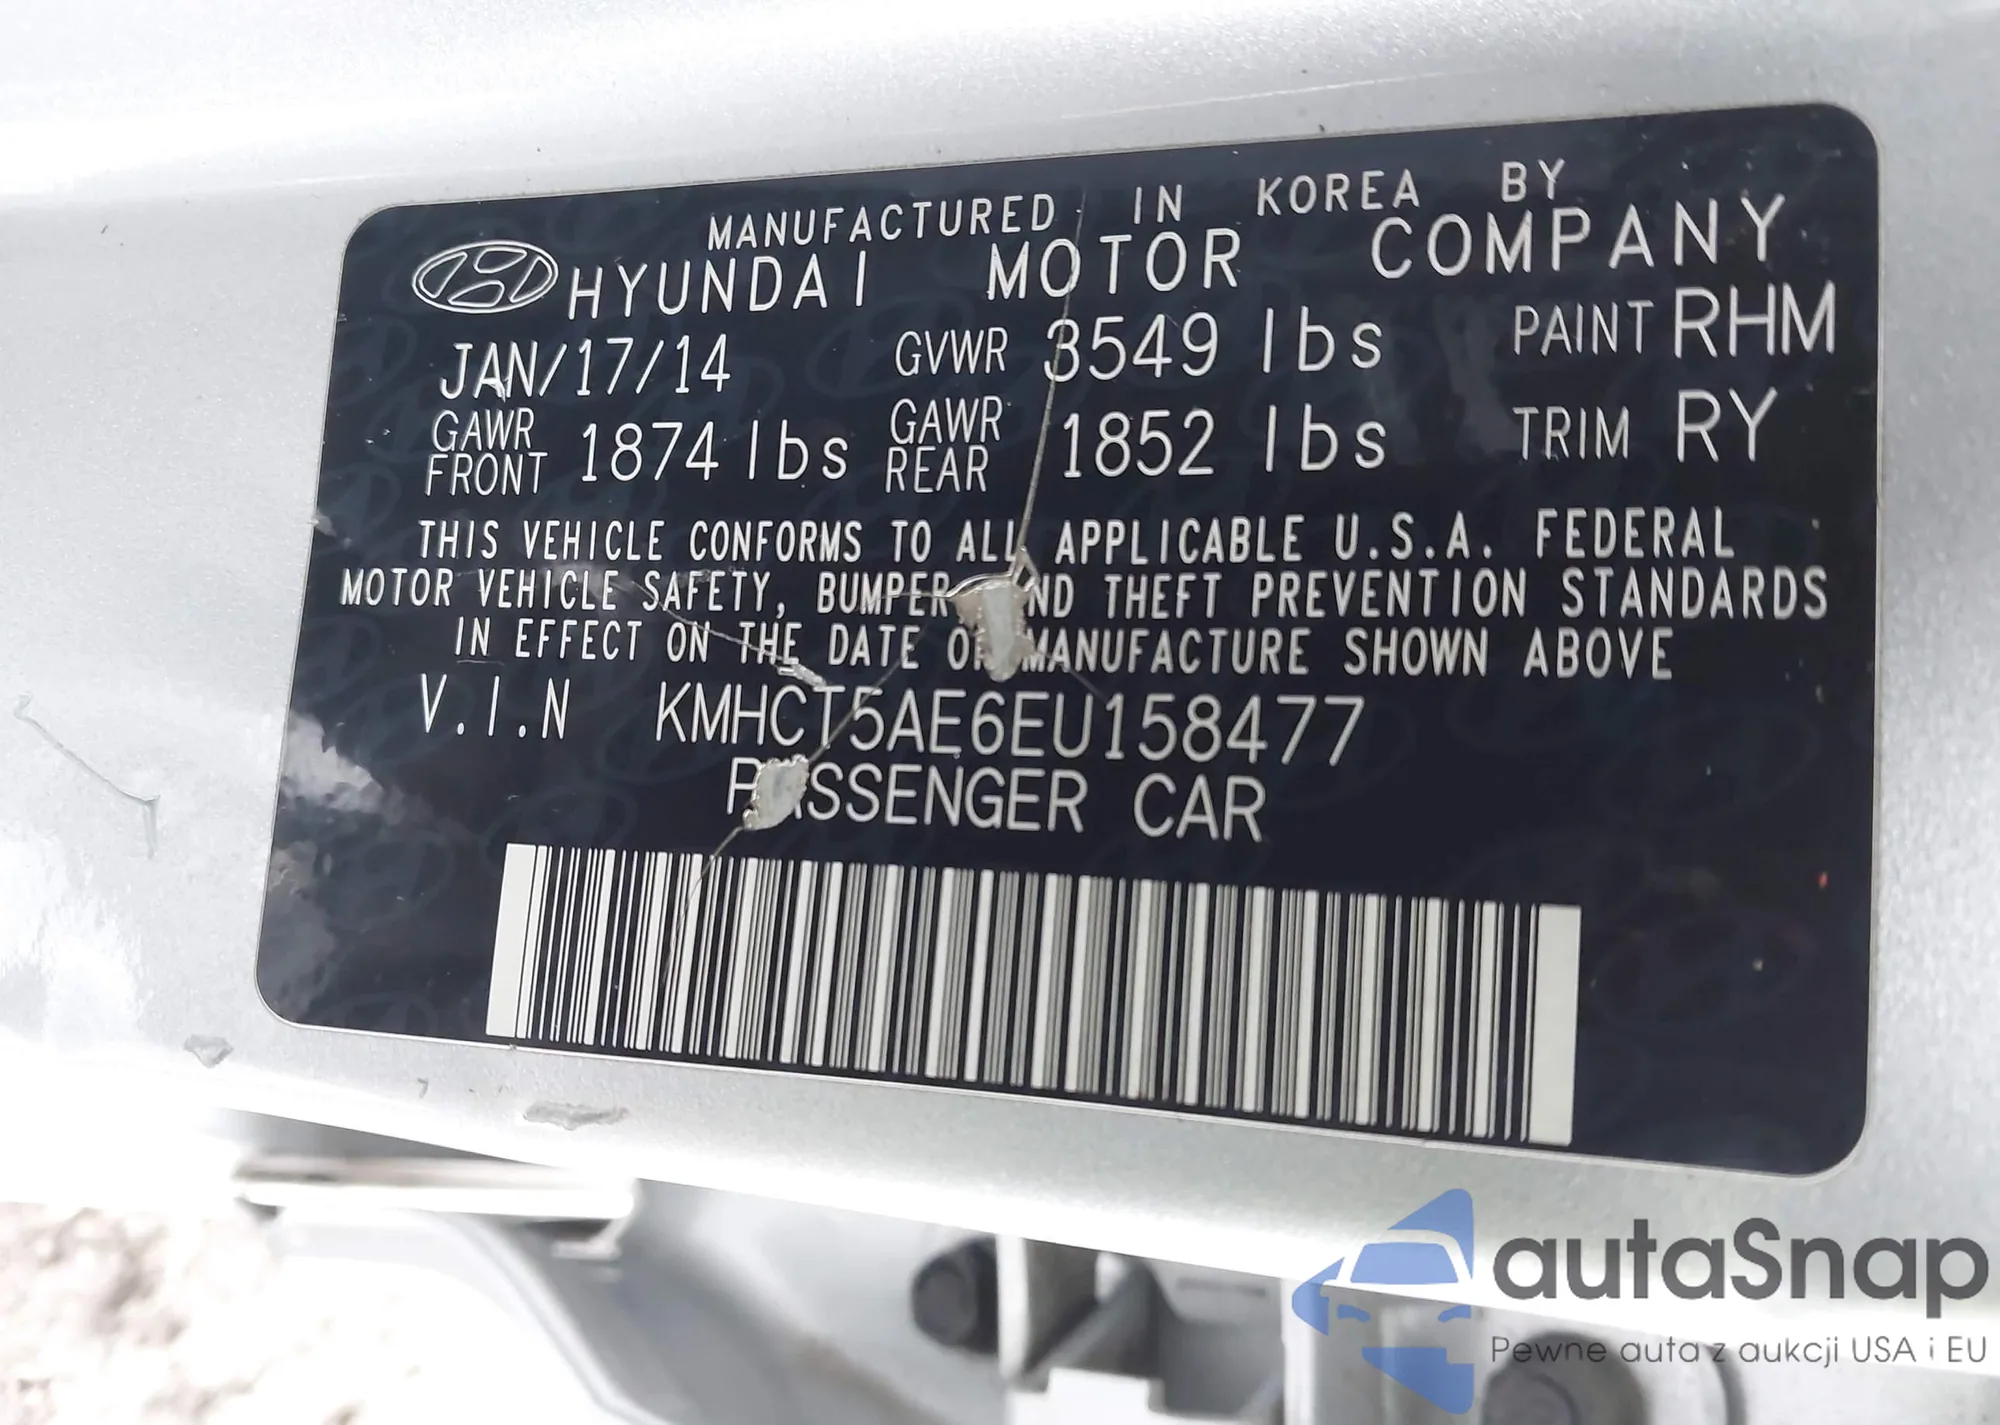 MANUFACTURED IN KOREA BY
HYUNDAI MOTOR COMPANY
JAN/17/14 GVWR 3549 lbs PAINT RHM
GAWR FRONT 1874 lbs GAWR REAR 1852 lbs TRIM RY
THIS VEHICLE CONFORMS TO ALL APPLICABLE U.S.A. FEDERAL
MOTOR VEHICLE SAFETY, BUMPER AND THEFT PREVENTION STANDARDS
IN EFFECT ON THE DATE OF MANUFACTURE SHOWN ABOVE
V.I.N KMHCT5AE6EU158477
PASSENGER CAR
autaSnap
Pewne auta z aukcji USA i EU